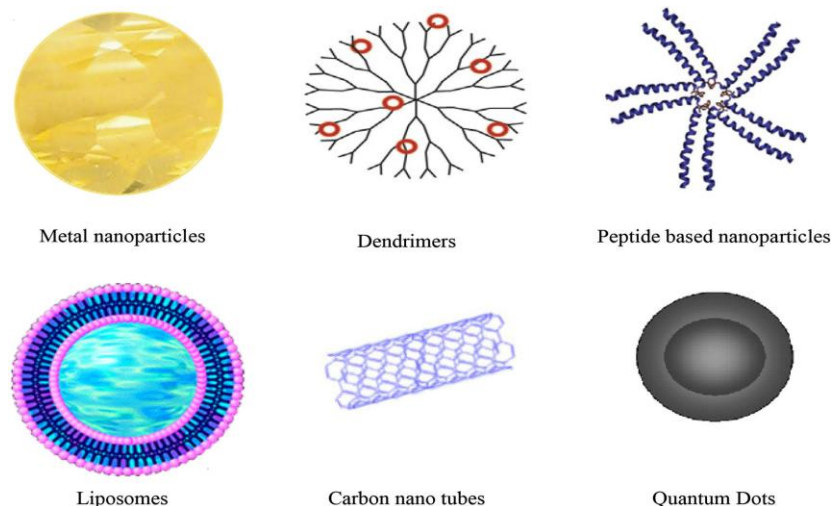 Metal nanoparticles
Dendrimers
Peptide based nanoparticles
Liposomes
Carbon nano tubes
Quantum Dots